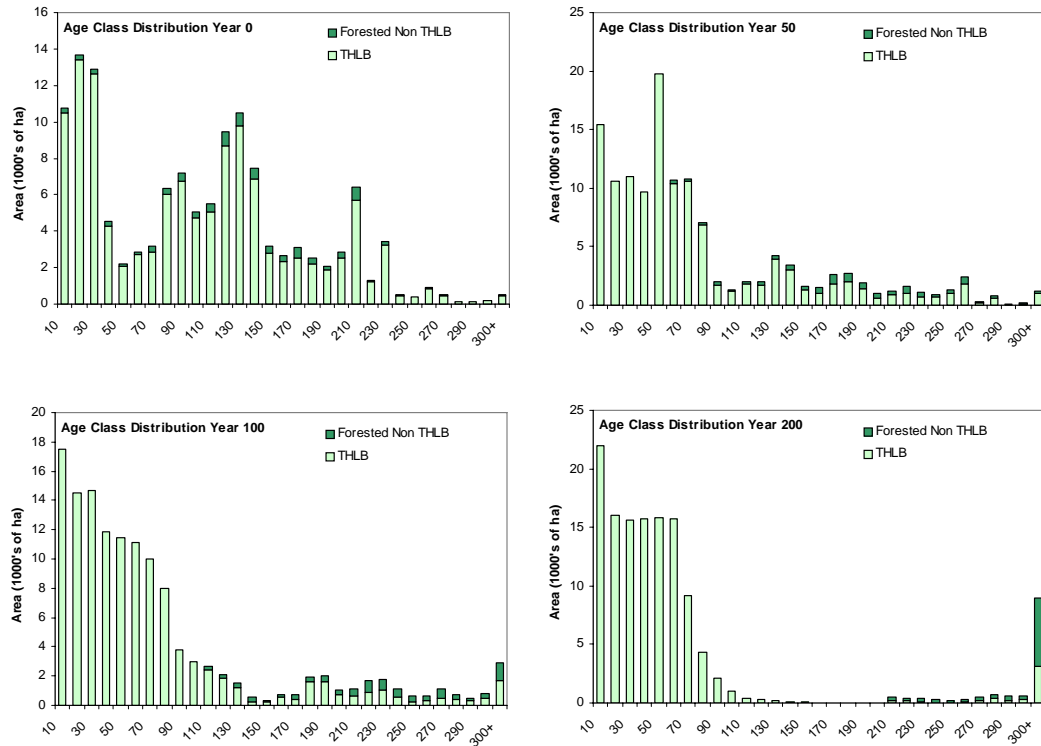 Age Class Distribution Year 0
Forested Non THLB
THLB
Area (1000's of ha)
16
14
12
10
8
6
4
2
0
10 30 50 70 90 110 130 150 170 190 210 230 250 270 290 300+
Age Class Distribution Year 50
Forested Non THLB
THLB
Area (1000's of ha)
25
20
15
10
5
0
10 30 50 70 90 110 130 150 170 190 210 230 250 270 290 300+
Age Class Distribution Year 100
Forested Non THLB
THLB
Area (1000's of ha)
20
18
16
14
12
10
8
6
4
2
0
10 30 50 70 90 110 130 150 170 190 210 230 250 270 290 300+
Age Class Distribution Year 200
Forested Non THLB
THLB
Area (1000's of ha)
25
20
15
10
5
0
10 30 50 70 90 110 130 150 170 190 210 230 250 270 290 300+